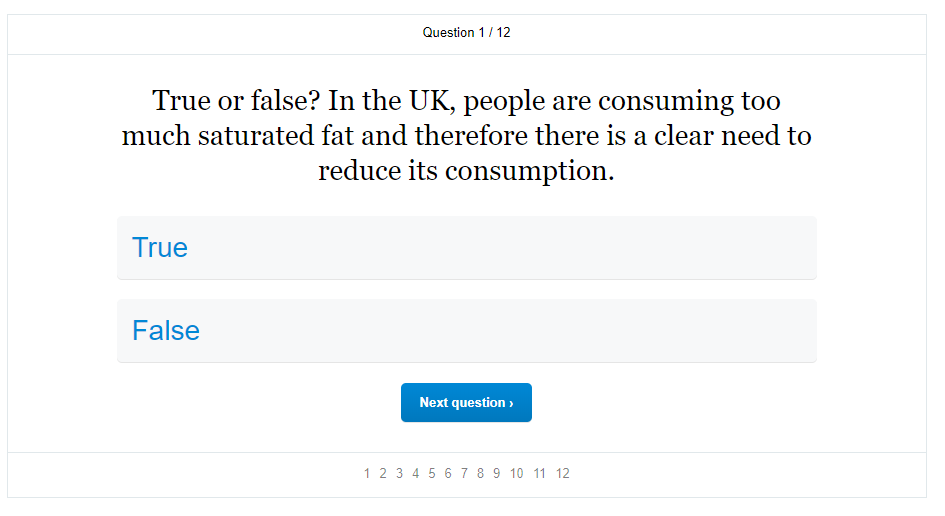 Question 1 / 12
True or false? In the UK, people are consuming too
much saturated fat and therefore there is a clear need to
reduce its consumption.
True
False
Next question ›
1 2 3 4 5 6 7 8 9 10 11 12